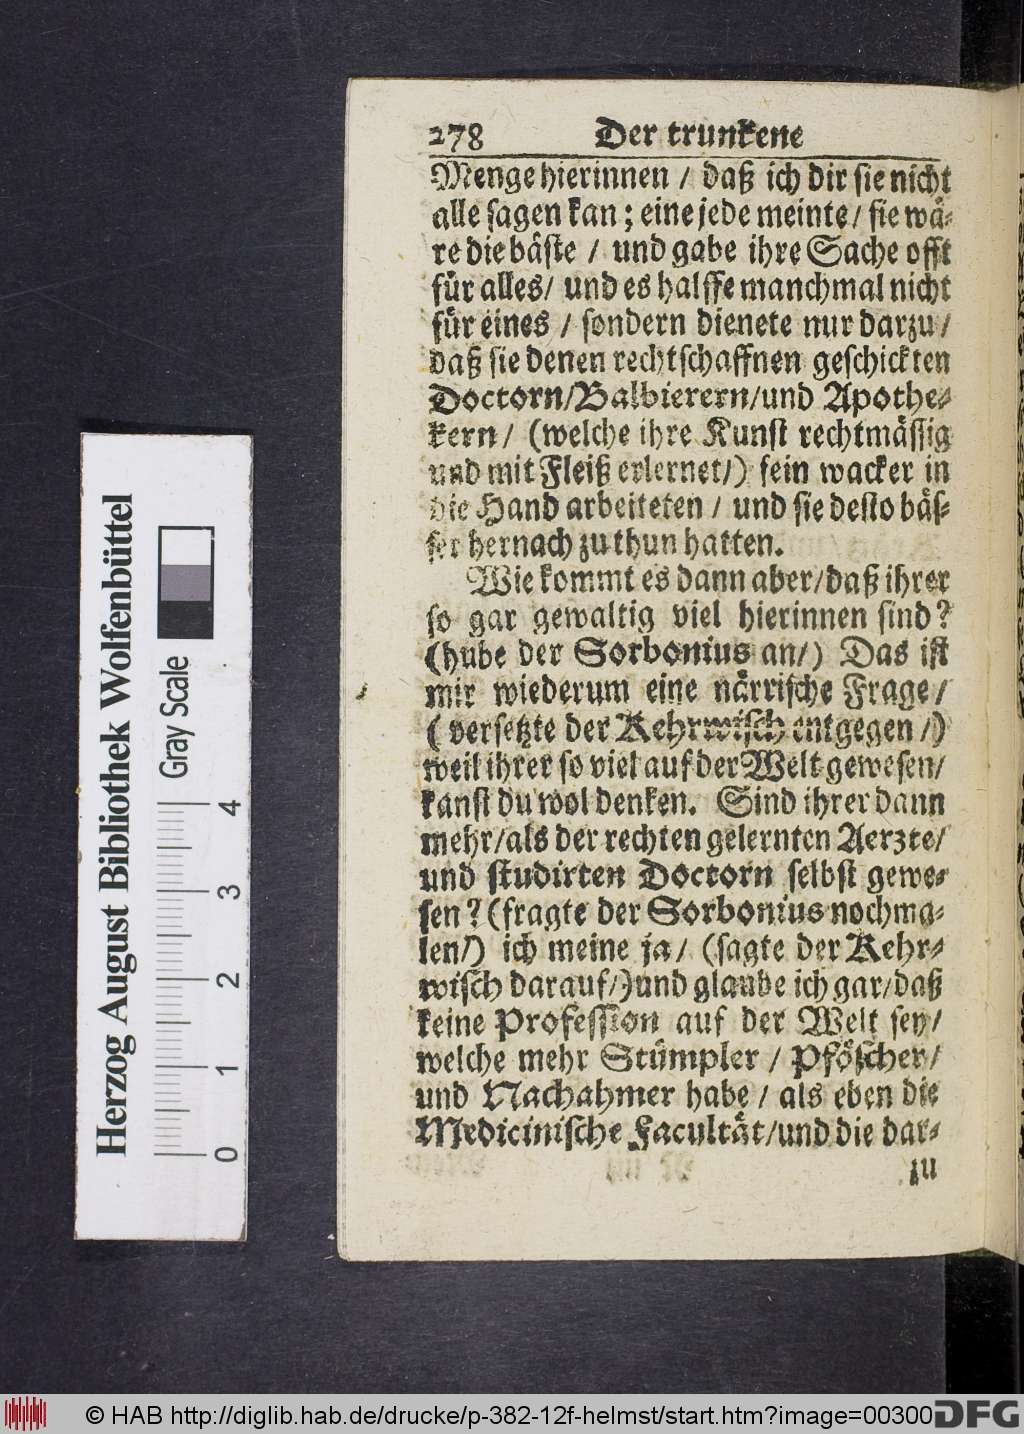 278 Der trunkene
Menge hierinnen / daß ich dir sie nicht
alle sagen kan ; eine jede meinte / sie wä-
re die bäste / und gabe ihre Sache offt
für alles / und es halffe manchmal nicht
für eines / sondern dienete nur darzu /
daß sie denen rechtschaffnen geschickten
Doctorn/Balbierern/und Apothe-
kern / (welche ihre Kunst rechtmässig
und mit Fleiß erlernet/) fein wacker in
die Hand arbeiteten / und sie desto bäs-
ser hernach zu thun hatten.
Wie kommt es dann aber/daß ihrer
so gar gewaltig viel hierinnen sind?
(hube der Sorbonius an/) Das ist
mir wiederum eine närrische Frage /
( versetzte der Kehrwisch entgegen /)
weil ihrer so viel auf der Welt gewesen/
kanst du wol denken. Sind ihrer dann
mehr/als der rechten gelernten Aerzte/
und studirten Doctorn selbst gewe-
sen? (fragte der Sorbonius nochma-
len/) ich meine ja / (sagte der Kehr-
wisch darauf/) und glaube ich gar/daß
keine Profession auf der Welt sey/
welche mehr Stümpler / Pfölscher/
und Nachahmer habe / als eben die
Medicinische Facultät/und die dar-
zu
Herzog August Bibliothek Wolfenbüttel
Gray Scale
0 1 2 3 4
© HAB http://diglib.hab.de/drucke/p-382-12f-helmst/start.htm?image=00300
DFG